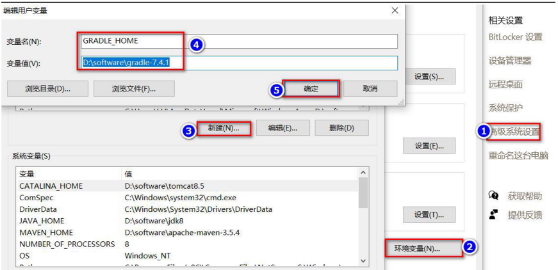 编辑用户变量
变量名(N):
GRADLE_HOME
变量值(V):
D:\software\gradle-7.4.1
浏览目录(D)...
浏览文件(F)...
确定
取消
新建(N)...
编辑(E)...
删除(D)
系统变量(S)
变量 值
CATALINA_HOME D:\software\tomcat8.5
ComSpec C:\Windows\system32\cmd.exe
DriverData C:\Windows\System32\Drivers\DriverData
JAVA_HOME D:\software\jdk8
MAVEN_HOME D:\software\apache-maven-3.5.4
NUMBER_OF_PROCESSORS 8
OS Windows_NT
设置(S)...
设置(E)...
设置(T)...
环境变量(N)...
相关设置
BitLocker 设置
设备管理器
远程桌面
系统保护
高级系统设置
重命名这台电脑
获取帮助
提供反馈
4
5
3
1
2